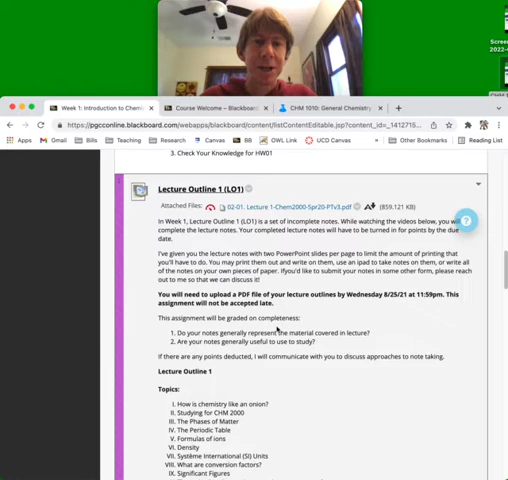 Screen
2022-
CHM 1010
Week 1: Introduction to Chemi
Course Welcome – Blackboard
CHM 1010: General Chemistry
https://pgcconline.blackboard.com/webapps/blackboard/content/listContentEditable.jsp?content_id=_1412715...
Apps
Gmail
Teaching
Research
Canvas
BB
OWL Link
UCD Canvas
Reading List
3. Check Your Knowledge for HW01
Lecture Outline 1 (LO1)
Attached Files: 02-01. Lecture 1-Chem2000-Spr20-PTv3.pdf (859.121 KB)
In Week 1, Lecture Outline 1 (LO1) is a set of incomplete notes. While watching the videos below, you will
complete the lecture notes. Your completed lecture notes will have to be turned in for points by the due
date.
I've given you the lecture notes with two PowerPoint slides per page to limit the amount of printing that
you'll have to do. You may print them out and write on them, use an ipad to take notes on them, or write all
of the notes on your own pieces of paper. Ifyou'd like to submit your notes in some other form, please reach
out to me so that we can discuss it!
You will need to upload a PDF file of your lecture outlines by Wednesday 8/25/21 at 11:59pm. This
assignment will not be accepted late.
This assignment will be graded on completeness:
1. Do your notes generally represent the material covered in lecture?
2. Are your notes generally useful to use to study?
If there are any points deducted, I will communicate with you to discuss approaches to note taking.
Lecture Outline 1
Topics:
I. How is chemistry like an onion?
II. Studying for CHM 2000
III. The Phases of Matter
IV. The Periodic Table
V. Formulas of ions
VI. Density
VII. Système International (SI) Units
VIII. What are conversion factors?
IX. Significant Figures